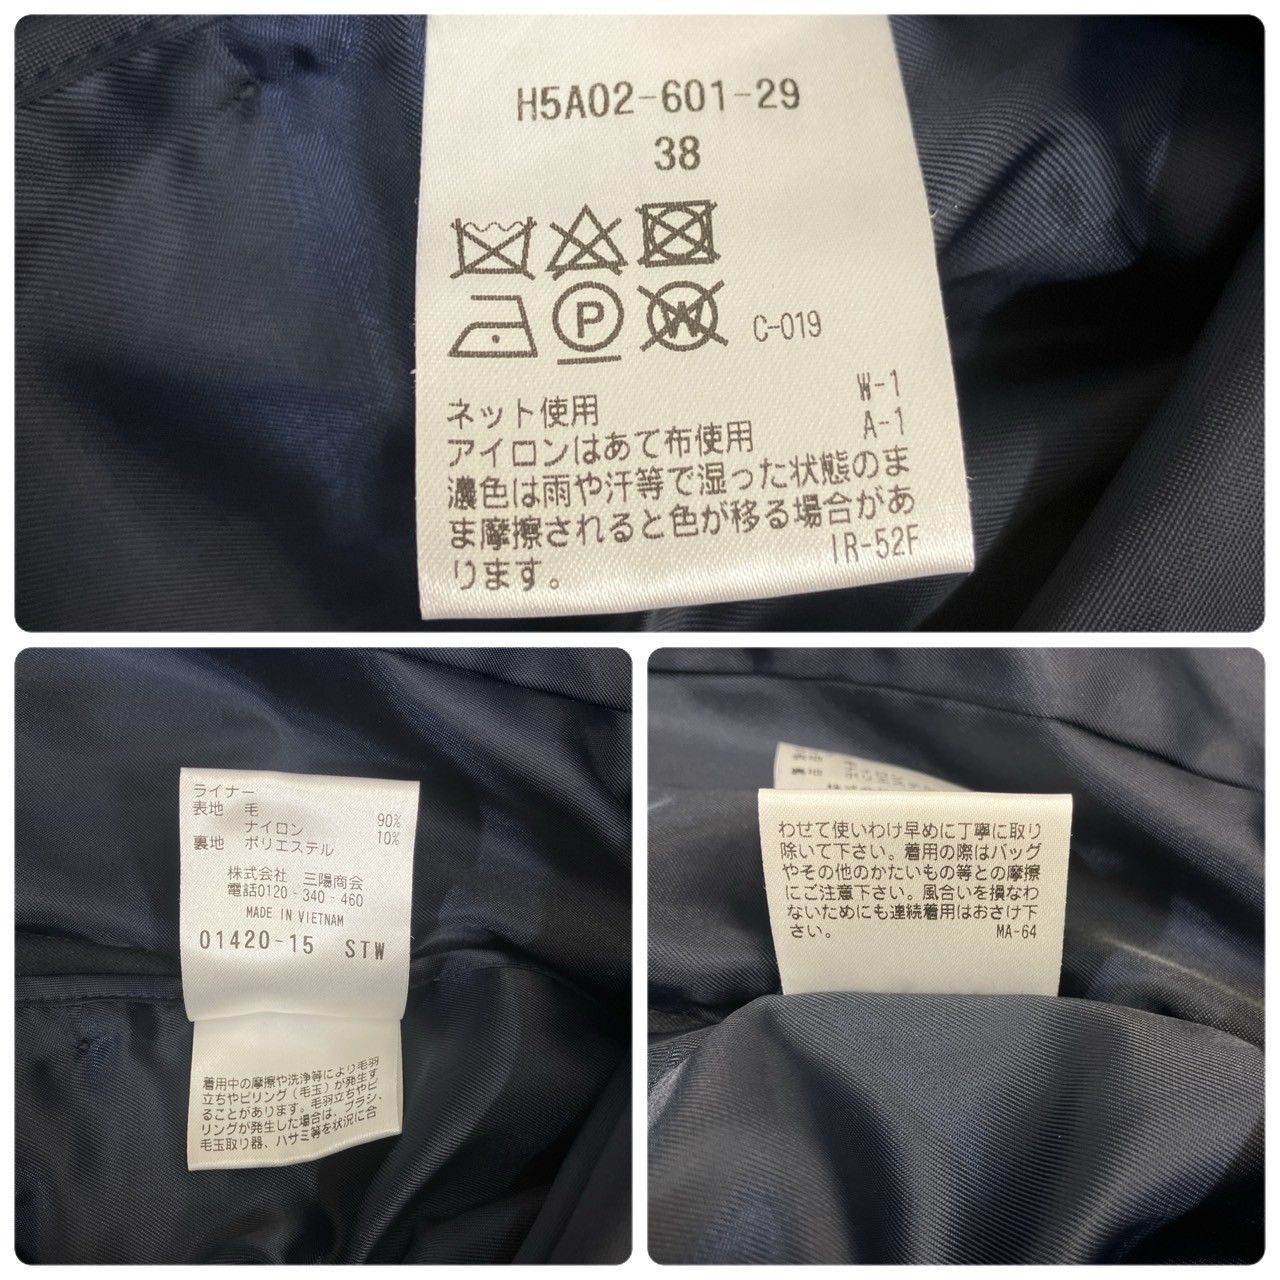 H5A02-601-29
38
P
W
C-019
ネット使用
W-1
アイロンはあて布使用
A-1
濃色は雨や汗等で湿った状態のま
ま摩擦されると色が移る場合があ
ります。
IR-52F
ライナー
表地 毛 90%
ナイロン 10%
裏地 ポリエステル
株式会社 三陽商会
電話0120-340-460
MADE IN VIETNAM
01420-15 STW
着用中の摩擦や洗浄等により毛羽
立ちやピリング(毛玉)が発生す
ることがあります。毛羽立ちやピ
リングが発生した場合は、ブラシ、
毛玉取り器、ハサミ等を状況に合
わせて使いわけ早めに丁寧に取り
除いて下さい。着用の際はバッグ
やその他のかたいもの等との摩擦
にご注意下さい。風合いを損なわ
ないためにも連続着用はおさけ下
さい。
MA-64